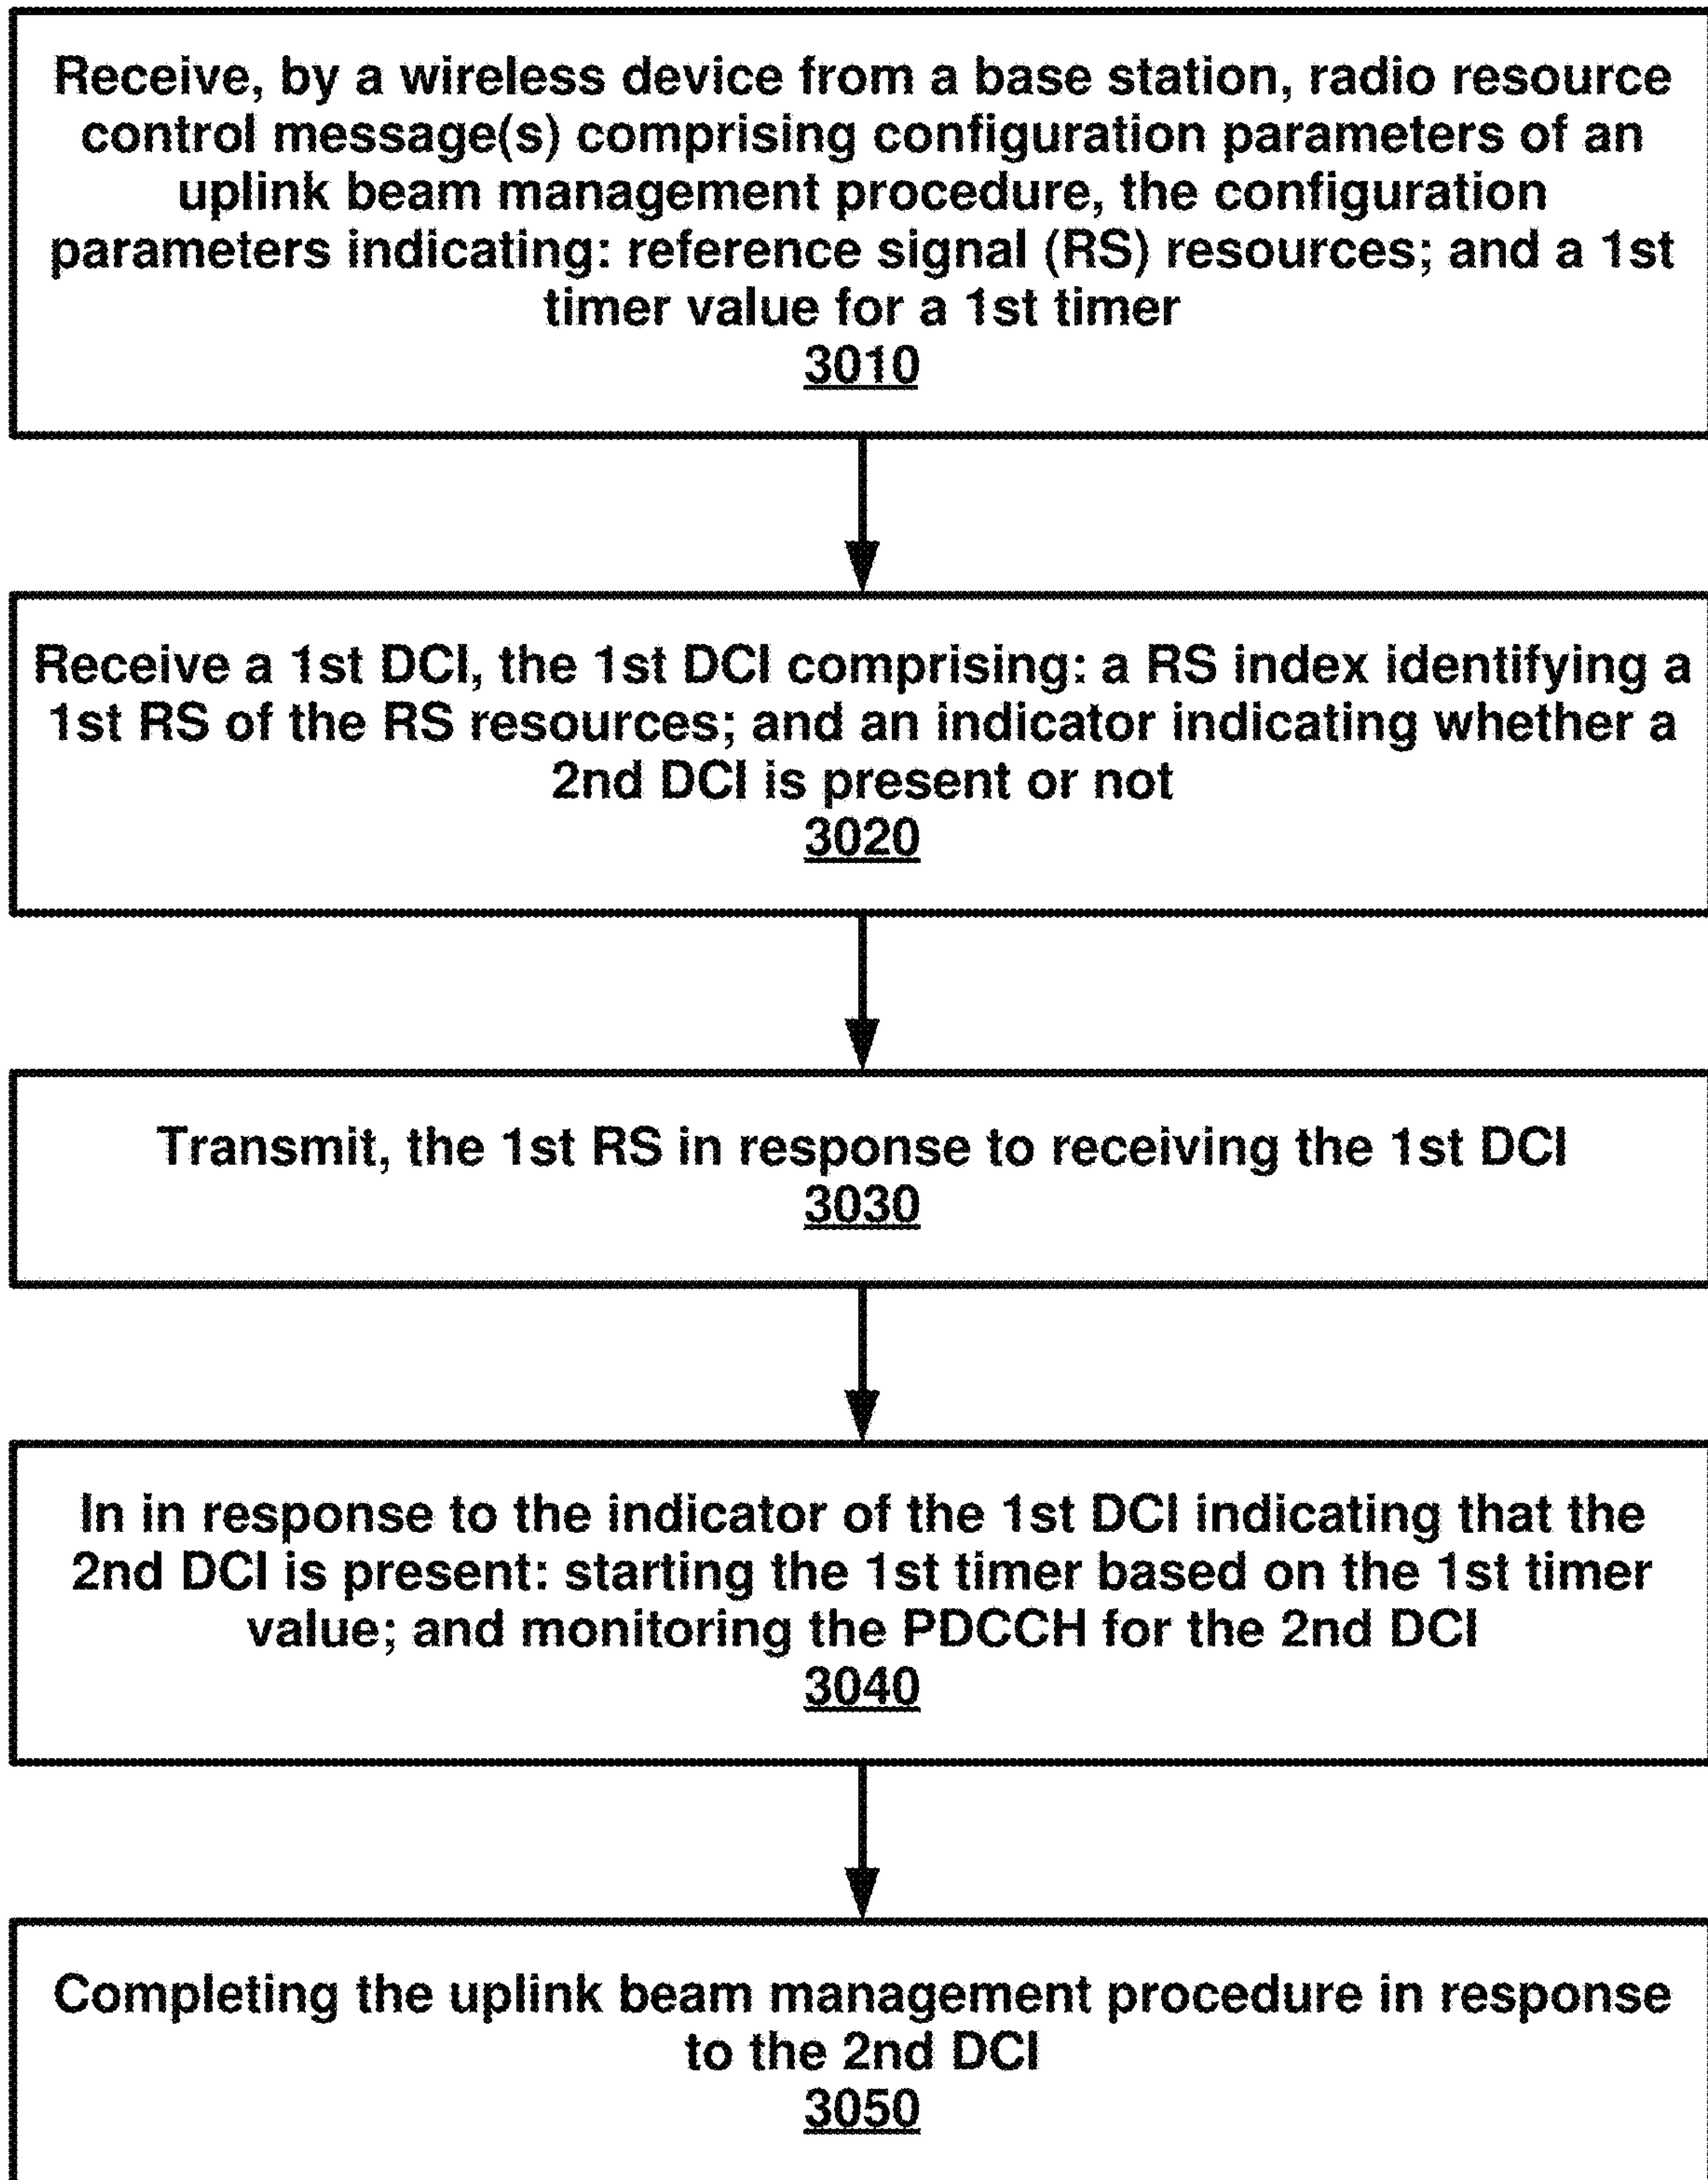 Receive, by a wireless device from a base station, radio resource
control message(s) comprising configuration parameters of an
uplink beam management procedure, the configuration
parameters indicating: reference signal (RS) resources; and a 1st
timer value for a 1st timer
3010
Receive a 1st DCI, the 1st DCI comprising: a RS index identifying a
1st RS of the RS resources; and an indicator indicating whether a
2nd DCI is present or not
3020
Transmit, the 1st RS in response to receiving the 1st DCI
3030
In in response to the indicator of the 1st DCI indicating that the
2nd DCI is present: starting the 1st timer based on the 1st timer
value; and monitoring the PDCCH for the 2nd DCI
3040
Completing the uplink beam management procedure in response
to the 2nd DCI
3050